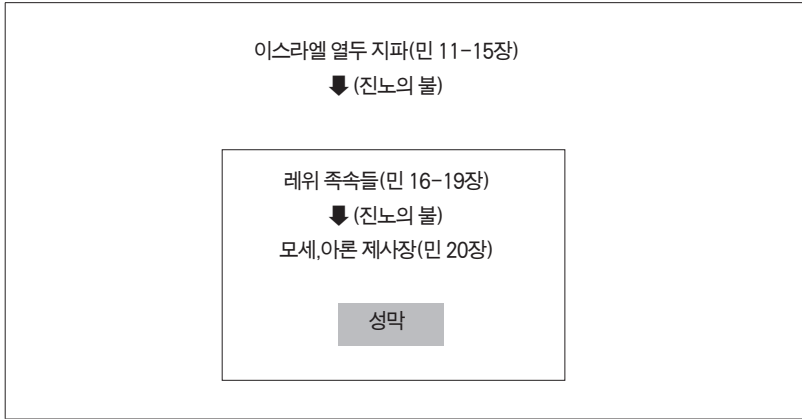 이스라엘 열두 지파(민 11-15장)
🡇 (진노의 불)
레위 족속들(민 16-19장)
🡇 (진노의 불)
모세,아론 제사장(민 20장)
성막